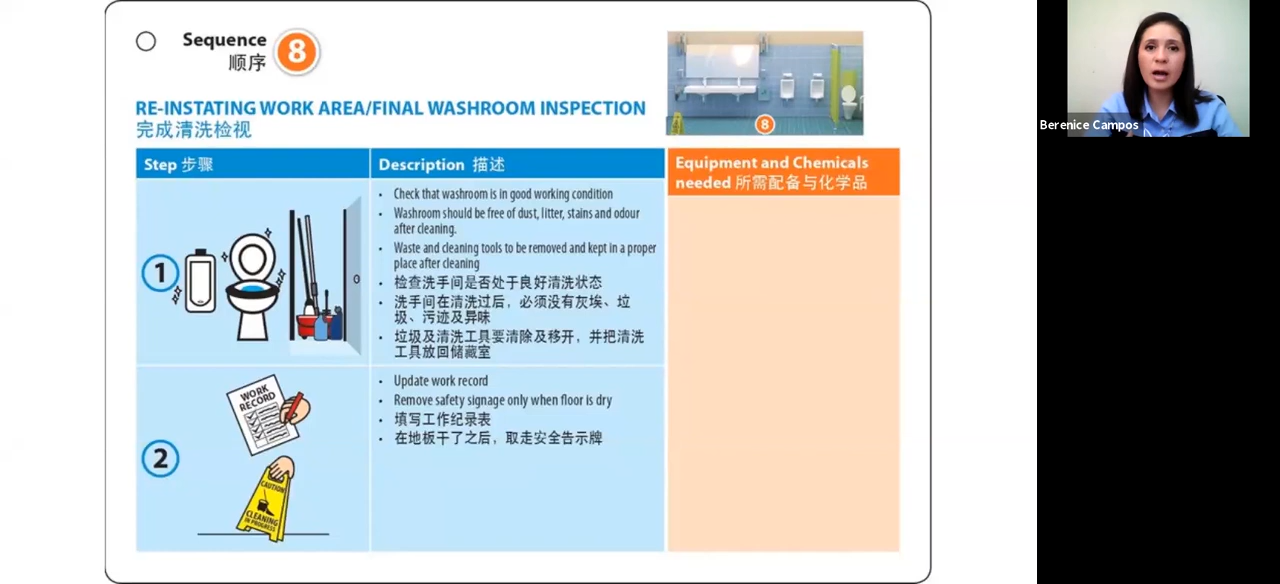 Sequence
顺序
8
RE-INSTATING WORK AREA/FINAL WASHROOM INSPECTION
完成清洗检视
8
Step 步骤
Description 描述
Equipment and Chemicals
needed 所需配备与化学品
1
• Check that washroom is in good working condition
• Washroom should be free of dust, litter, stains and odour
after cleaning.
• Waste and cleaning tools to be removed and kept in a proper
place after cleaning
• 检查洗手间是否处于良好清洗状态
• 洗手间在清洗过后，必须没有灰埃、垃
圾、污迹及异味
• 垃圾及清洗工具要清除及移开，并把清洗
工具放回储藏室
2
WORK
RECORD
CAUTION
CLEANING
IN PROGRESS
• Update work record
• Remove safety signage only when floor is dry
• 填写工作纪录表
• 在地板干了之后，取走安全告示牌
Berenice Campos